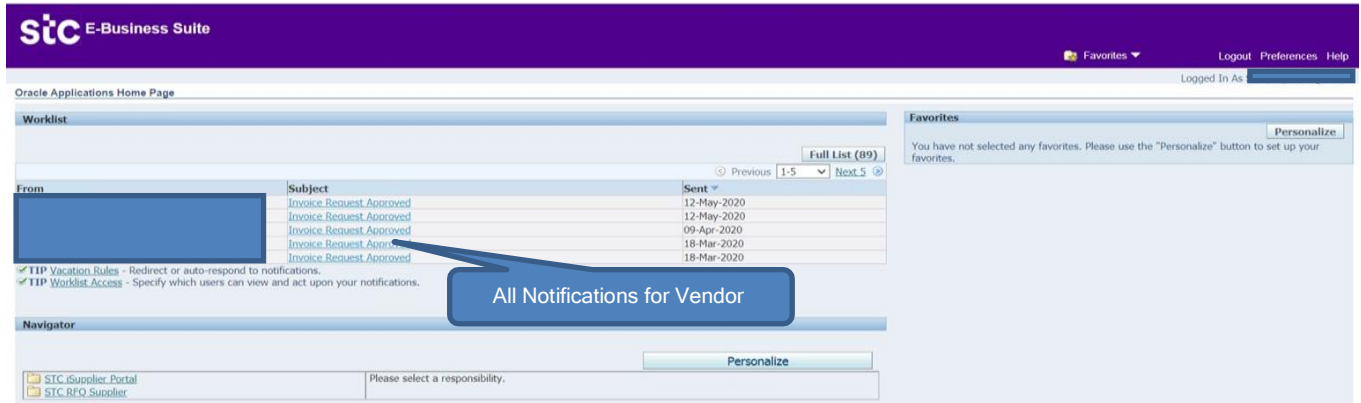 stc E-Business Suite
Favorites
Logout Preferences Help
Logged In As
Oracle Applications Home Page
Worklist
Full List (89)
Previous 1-5 Next 5
From Subject Sent
Invoice Request Approved 12-May-2020
Invoice Request Approved 12-May-2020
Invoice Request Approved 09-Apr-2020
Invoice Request Approved 18-Mar-2020
Invoice Request Approved 18-Mar-2020
TIP Vacation Rules - Redirect or auto-respond to notifications.
TIP Worklist Access - Specify which users can view and act upon your notifications.
All Notifications for Vendor
Navigator
Personalize
STC iSupplier Portal
STC RFQ Supplier
Please select a responsibility.
Favorites
Personalize
You have not selected any favorites. Please use the "Personalize" button to set up your
favorites.